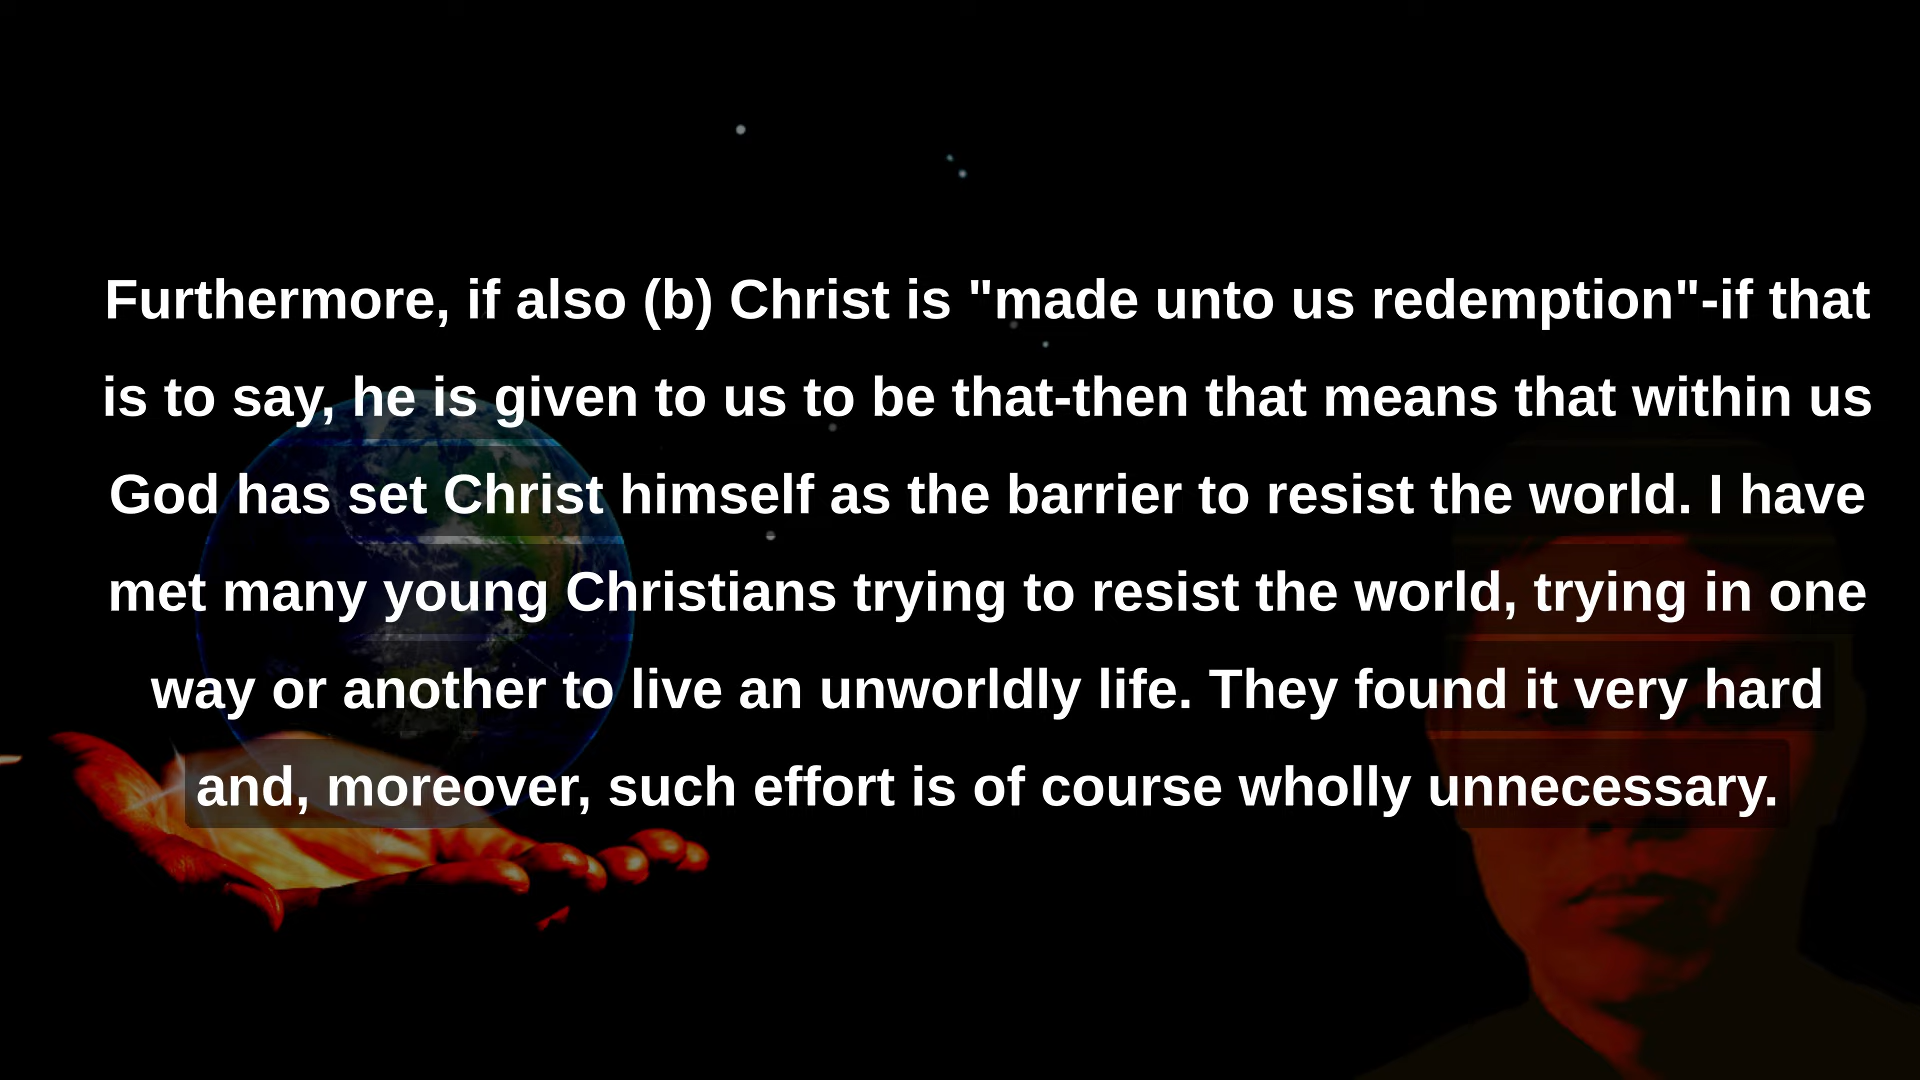 Furthermore, if also (b) Christ is "made unto us redemption"-if that
is to say, he is given to us to be that-then that means that within us
God has set Christ himself as the barrier to resist the world. I have
met many young Christians trying to resist the world, trying in one
way or another to live an unworldly life. They found it very hard
and, moreover, such effort is of course wholly unnecessary.